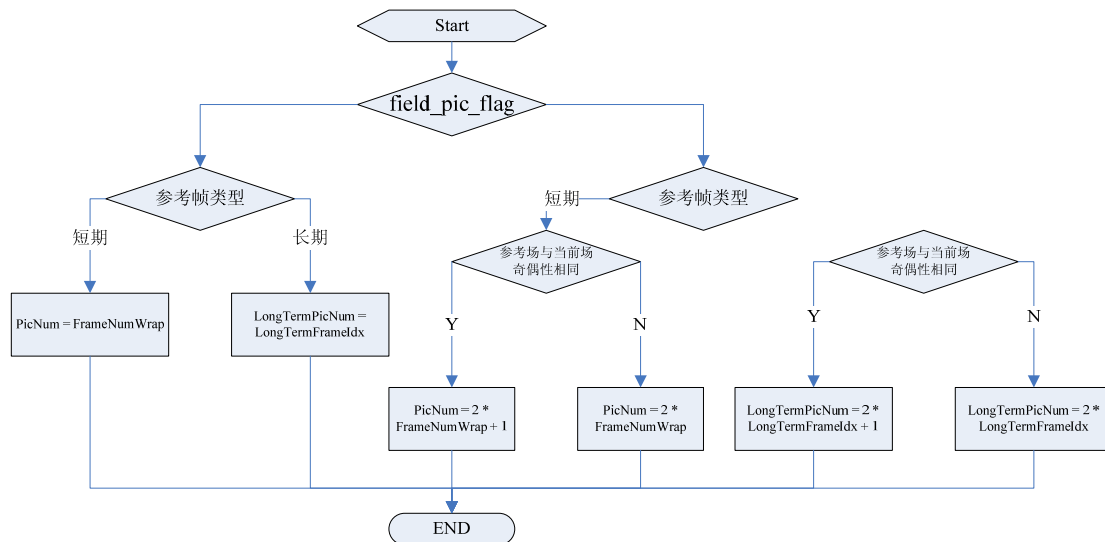 Start
field_pic_flag
参考帧类型
参考帧类型
短期
长期
短期
参考场与当前场
奇偶性相同
参考场与当前场
奇偶性相同
PicNum = FrameNumWrap
LongTermPicNum =
LongTermFrameIdx
Y
N
Y
N
PicNum = 2 *
FrameNumWrap + 1
PicNum = 2 *
FrameNumWrap
LongTermPicNum = 2 *
LongTermFrameIdx + 1
LongTermPicNum = 2 *
LongTermFrameIdx
END